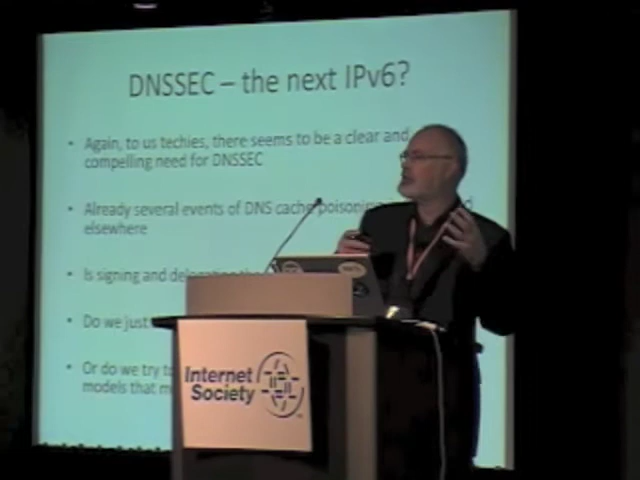 DNSSEC – the next IPv6?
• Again, to us techies, there seems to be a clear and
compelling need for DNSSEC
• Already several events of DNS cache poisoning
elsewhere
• Is signing and
• Do we just
• Or do we try to
models that
Internet
Society